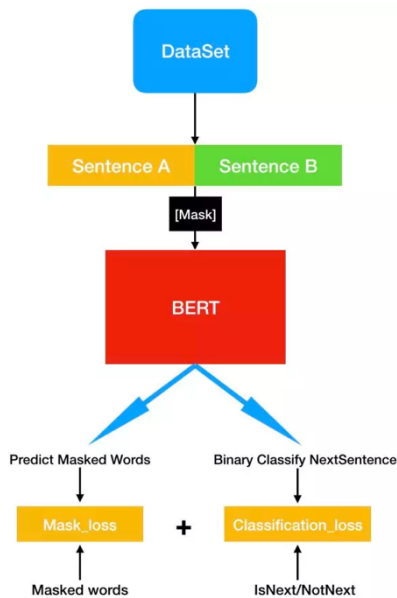 DataSet
Sentence A Sentence B
[Mask]
BERT
Predict Masked Words Binary Classify NextSentence
Mask_loss + Classification_loss
Masked words IsNext/NotNext